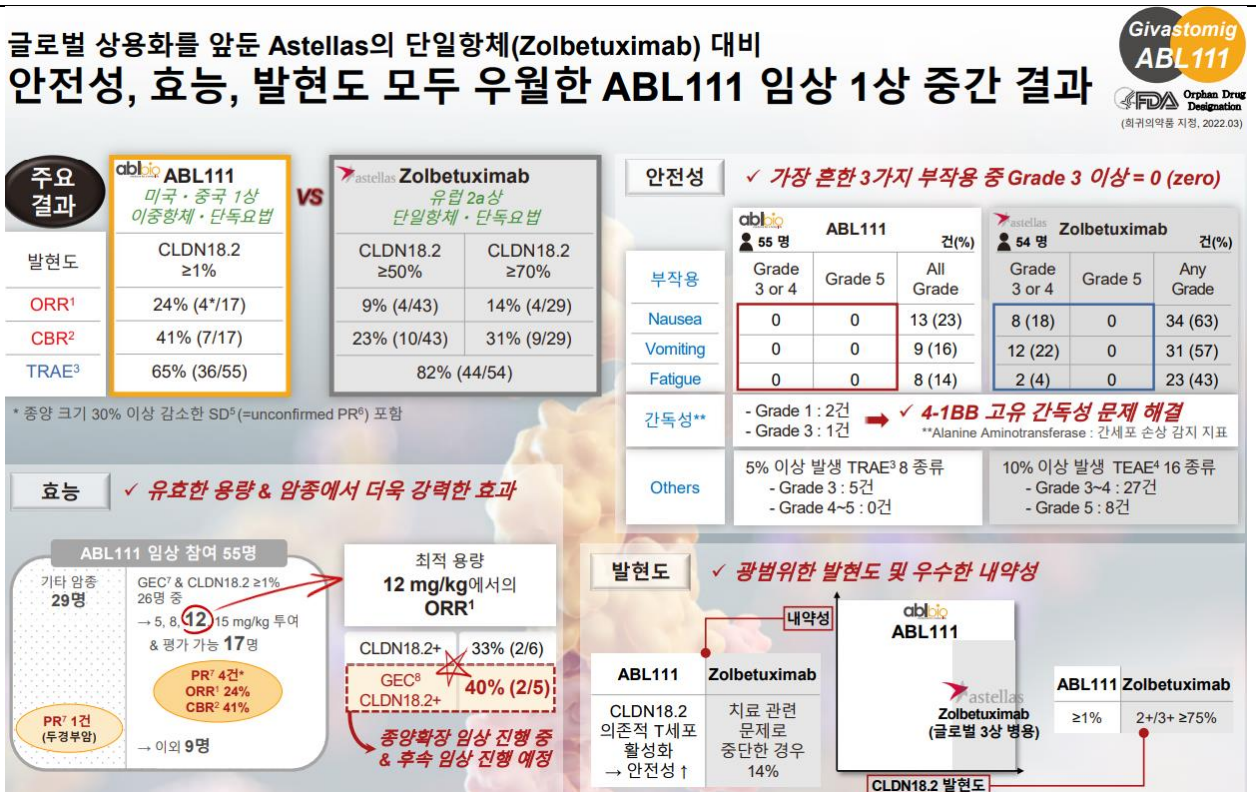 글로벌 상용화를 앞둔 Astellas의 단일항체(Zolbetuximab) 대비
안전성, 효능, 발현도 모두 우월한 ABL111 임상 1상 중간 결과
Givastomig
ABL111
FDA Orphan Drug
Designation
(희귀의약품 지정, 2022.03)
주요
결과
ablbio ABL111
미국・중국 1상
이중항체・단독요법
VS
astellas Zolbetuximab
유럽 2a상
단일항체・단독요법
발현도
CLDN18.2
≥1%
CLDN18.2
≥50%
CLDN18.2
≥70%
ORR1 24% (4*/17) 9% (4/43) 14% (4/29)
CBR2 41% (7/17) 23% (10/43) 31% (9/29)
TRAE3 65% (36/55) 82% (44/54)
* 종양 크기 30% 이상 감소한 SD5 (=unconfirmed PR6) 포함
안전성
✓ 가장 흔한 3가지 부작용 중 Grade 3 이상 = 0 (zero)
ablbio
55 명 ABL111 건(%)
astellas
54 명 Zolbetuximab 건(%)
부작용
Grade
3 or 4
Grade 5
All
Grade
Grade
3 or 4
Grade 5
Any
Grade
Nausea 0 0 13 (23) 8 (18) 0 34 (63)
Vomiting 0 0 9 (16) 12 (22) 0 31 (57)
Fatigue 0 0 8 (14) 2 (4) 0 23 (43)
간독성**
- Grade 1 : 2건
- Grade 3 : 1건
✓ 4-1BB 고유 간독성 문제 해결
**Alanine Aminotransferase : 간세포 손상 감지 지표
Others
5% 이상 발생 TRAE3 8 종류
- Grade 3 : 5건
- Grade 4~5 : 0건
10% 이상 발생 TEAE4 16 종류
- Grade 3~4 : 27건
- Grade 5 : 8건
효능
✓ 유효한 용량 & 암종에서 더욱 강력한 효과
ABL111 임상 참여 55명
기타 암종
29명
PR7 1건
(두경부암)
GEC7 & CLDN18.2 ≥1%
26명 중
→ 5, 8, 12, 15 mg/kg 투여
& 평가 가능 17명
PR7 4건*
ORR1 24%
CBR2 41%
→ 이외 9명
최적 용량
12 mg/kg에서의
ORR1
CLDN18.2+ 33% (2/6)
GEC8
CLDN18.2+
40% (2/5)
종양확장 임상 진행 중
& 후속 임상 진행 예정
발현도
✓ 광범위한 발현도 및 우수한 내약성
내약성
ABL111 Zolbetuximab
CLDN18.2
의존적 T세포
활성화
→ 안전성 ↑
치료 관련
문제로
중단한 경우
14%
ablbio
ABL111
astellas
Zolbetuximab
(글로벌 3상 병용)
CLDN18.2 발현도
ABL111 Zolbetuximab
≥1% 2+/3+ ≥75%